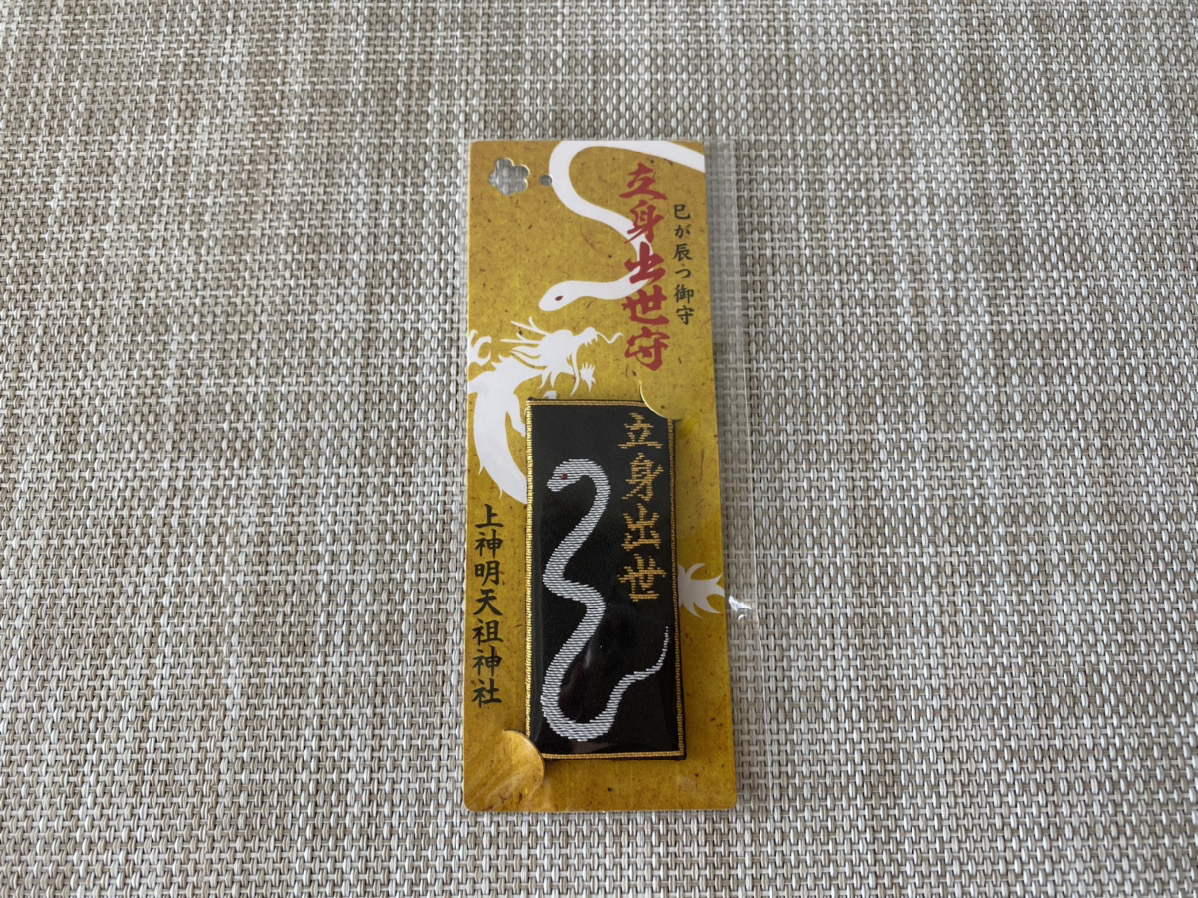 巳が辰つ御守
立身出世守
立身出世
上神明天祖神社